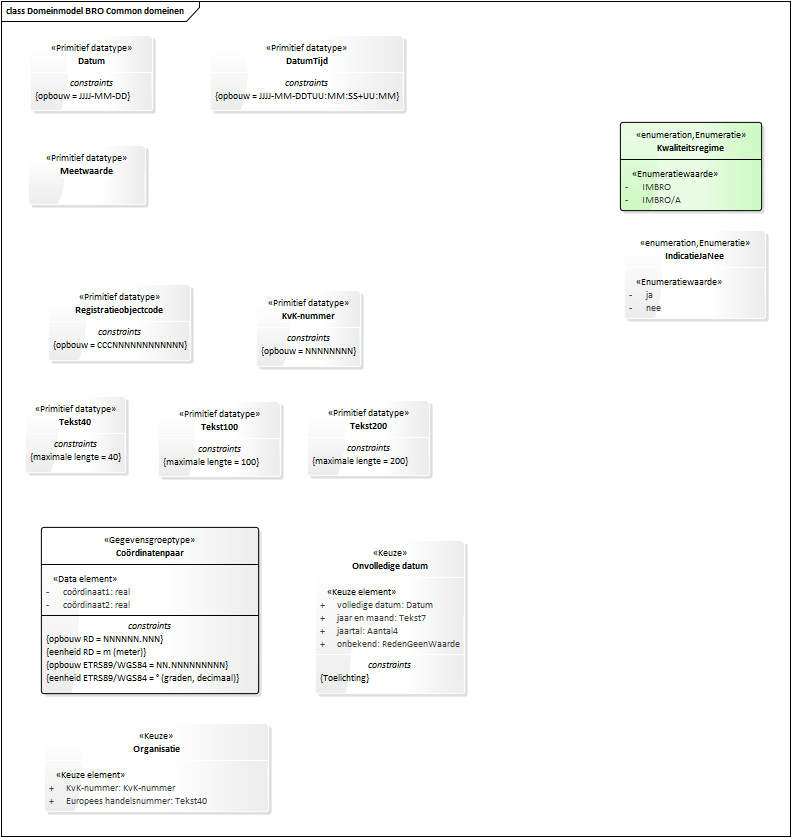 class Domeinmodel BRO Common domeinen
«Primitief datatype»
Datum
constraints
{opbouw = JJJJ-MM-DD}
«Primitief datatype»
DatumTijd
constraints
{opbouw = JJJJ-MM-DDTUU:MM:SS+UU:MM}
«enumeration,Enumeratie»
Kwaliteitsregime
«Enumeratiewaarde»
- IMBRO
- IMBRO/A
«Primitief datatype»
Meetwaarde
«enumeration,Enumeratie»
IndicatieJaNee
«Enumeratiewaarde»
- ja
- nee
«Primitief datatype»
Registratieobjectcode
constraints
{opbouw = CCCNNNNNNNNNNNN}
«Primitief datatype»
KvK-nummer
constraints
{opbouw = NNNNNNNN}
«Primitief datatype»
Tekst40
constraints
{maximale lengte = 40}
«Primitief datatype»
Tekst100
constraints
{maximale lengte = 100}
«Primitief datatype»
Tekst200
constraints
{maximale lengte = 200}
«Gegevensgroeptype»
Coördinatenpaar
«Data element»
- coördinaat1: real
- coördinaat2: real
constraints
{opbouw RD = NNNNNN.NNN}
{eenheid RD = m (meter)}
{opbouw ETRS89/WGS84 = NN.NNNNNNNNN}
{eenheid ETRS89/WGS84 = ° (graden, decimaal)}
«Keuze»
Onvolledige datum
«Keuze element»
+ volledige datum: Datum
+ jaar en maand: Tekst7
+ jaartal: Aantal4
+ onbekend: RedenGeenWaarde
constraints
{Toelichting}
«Keuze»
Organisatie
«Keuze element»
+ KvK-nummer: KvK-nummer
+ Europees handelsnummer: Tekst40